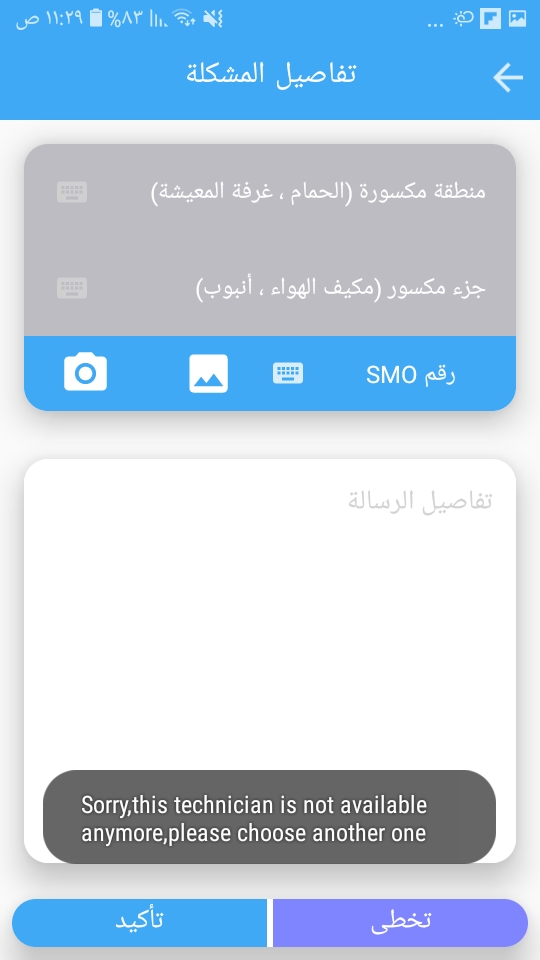 ١١:٢٩ ص %٨٣ ...
تفاصيل المشكلة
منطقة مكسورة (الحمام ، غرفة المعيشة)
جزء مكسور (مكيف الهواء ، أنبوب)
رقم SMO
تفاصيل الرسالة
Sorry,this technician is not available
anymore,please choose another one
تخطى تأكيد